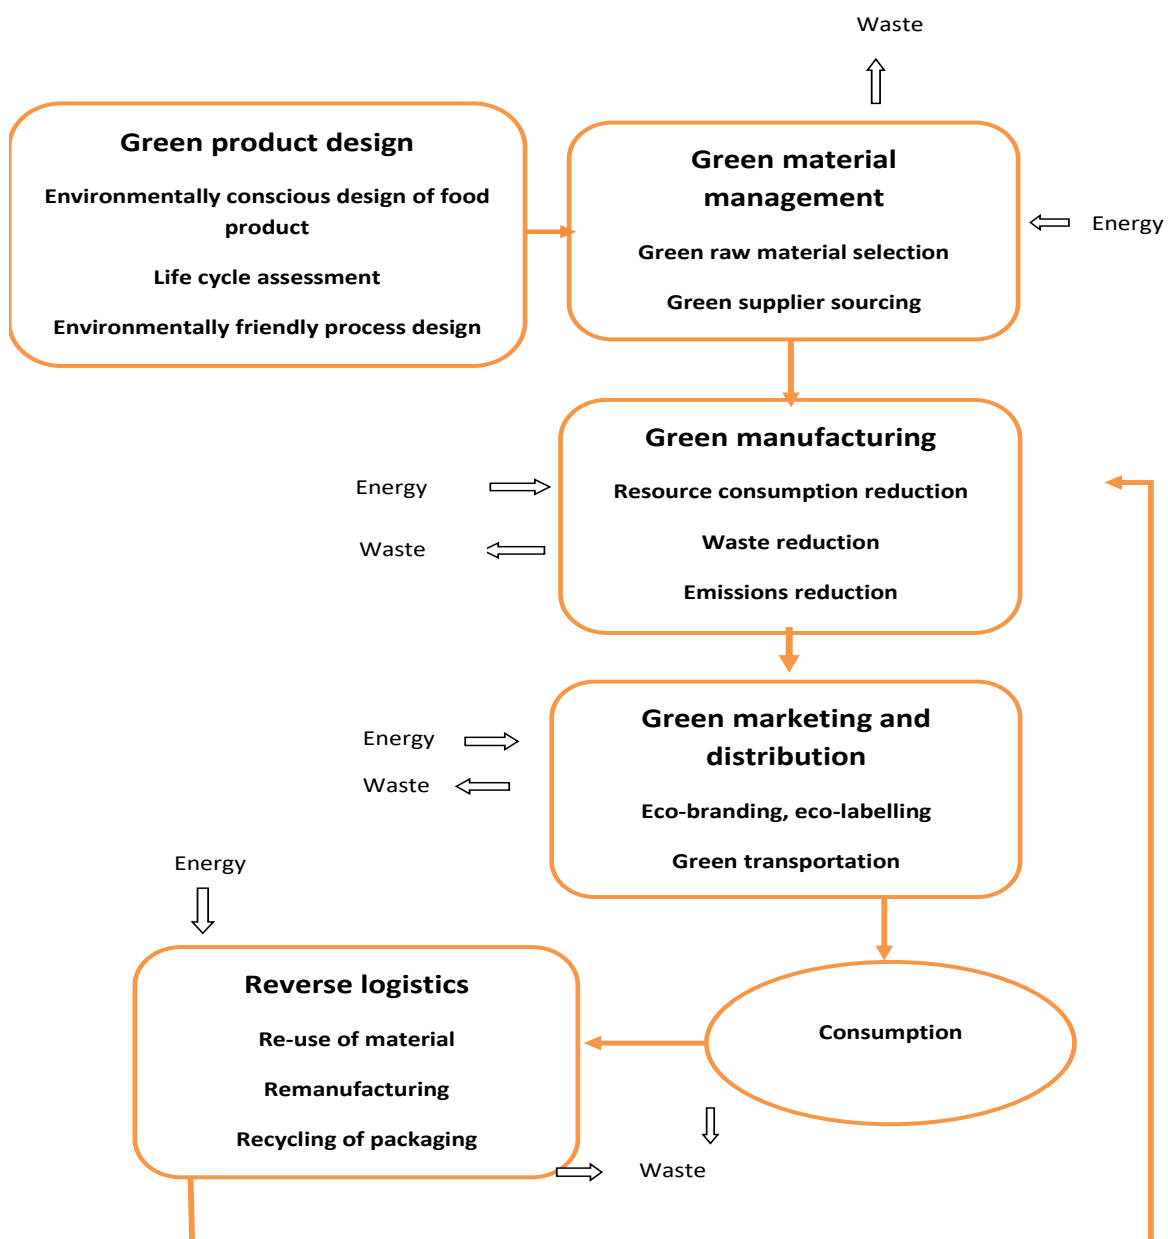 Waste
Green product design
Environmentally conscious design of food
product
Life cycle assessment
Environmentally friendly process design
Green material
management
Green raw material selection
Green supplier sourcing
Energy
Green manufacturing
Resource consumption reduction
Waste reduction
Emissions reduction
Energy
Waste
Green marketing and
distribution
Eco-branding, eco-labelling
Green transportation
Energy
Waste
Energy
Reverse logistics
Re-use of material
Remanufacturing
Recycling of packaging
Consumption
Waste